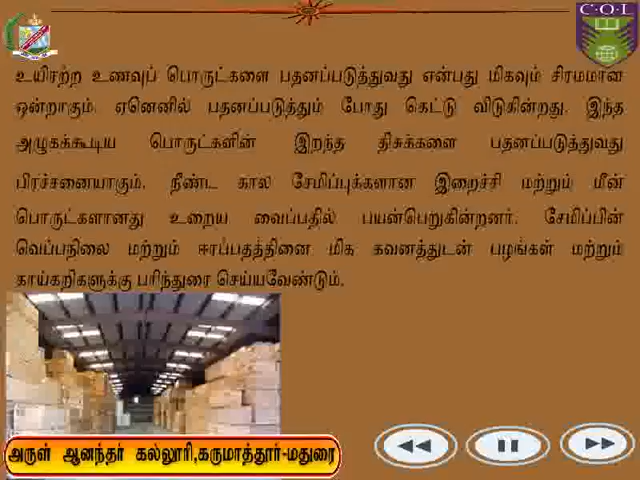 C O L
உயிரற்ற உணவுப் பொருட்களை பதனப்படுத்துவது என்பது மிகவும் சிரமமான
ஒன்றாகும். ஏனெனில் பதனப்படுத்தும் போது கெட்டு விடுகின்றது. இந்த
அழுகக்கூடிய பொருட்களின் இறந்த திசுக்களை பதனப்படுத்துவது
பிரச்சனையாகும். நீண்ட கால சேமிப்புக்களான இறைச்சி மற்றும் மீன்
பொருட்களானது உறைய வைப்பதில் பயன்பெறுகின்றனர். சேமிப்பின்
வெப்பநிலை மற்றும் ஈரப்பதத்தினை மிக கவனத்துடன் பழங்கள் மற்றும்
காய்கறிகளுக்கு பரிந்துரை செய்யவேண்டும்.
அருள் ஆனந்தர் கல்லூரி,கருமாத்தூர்-மதுரை